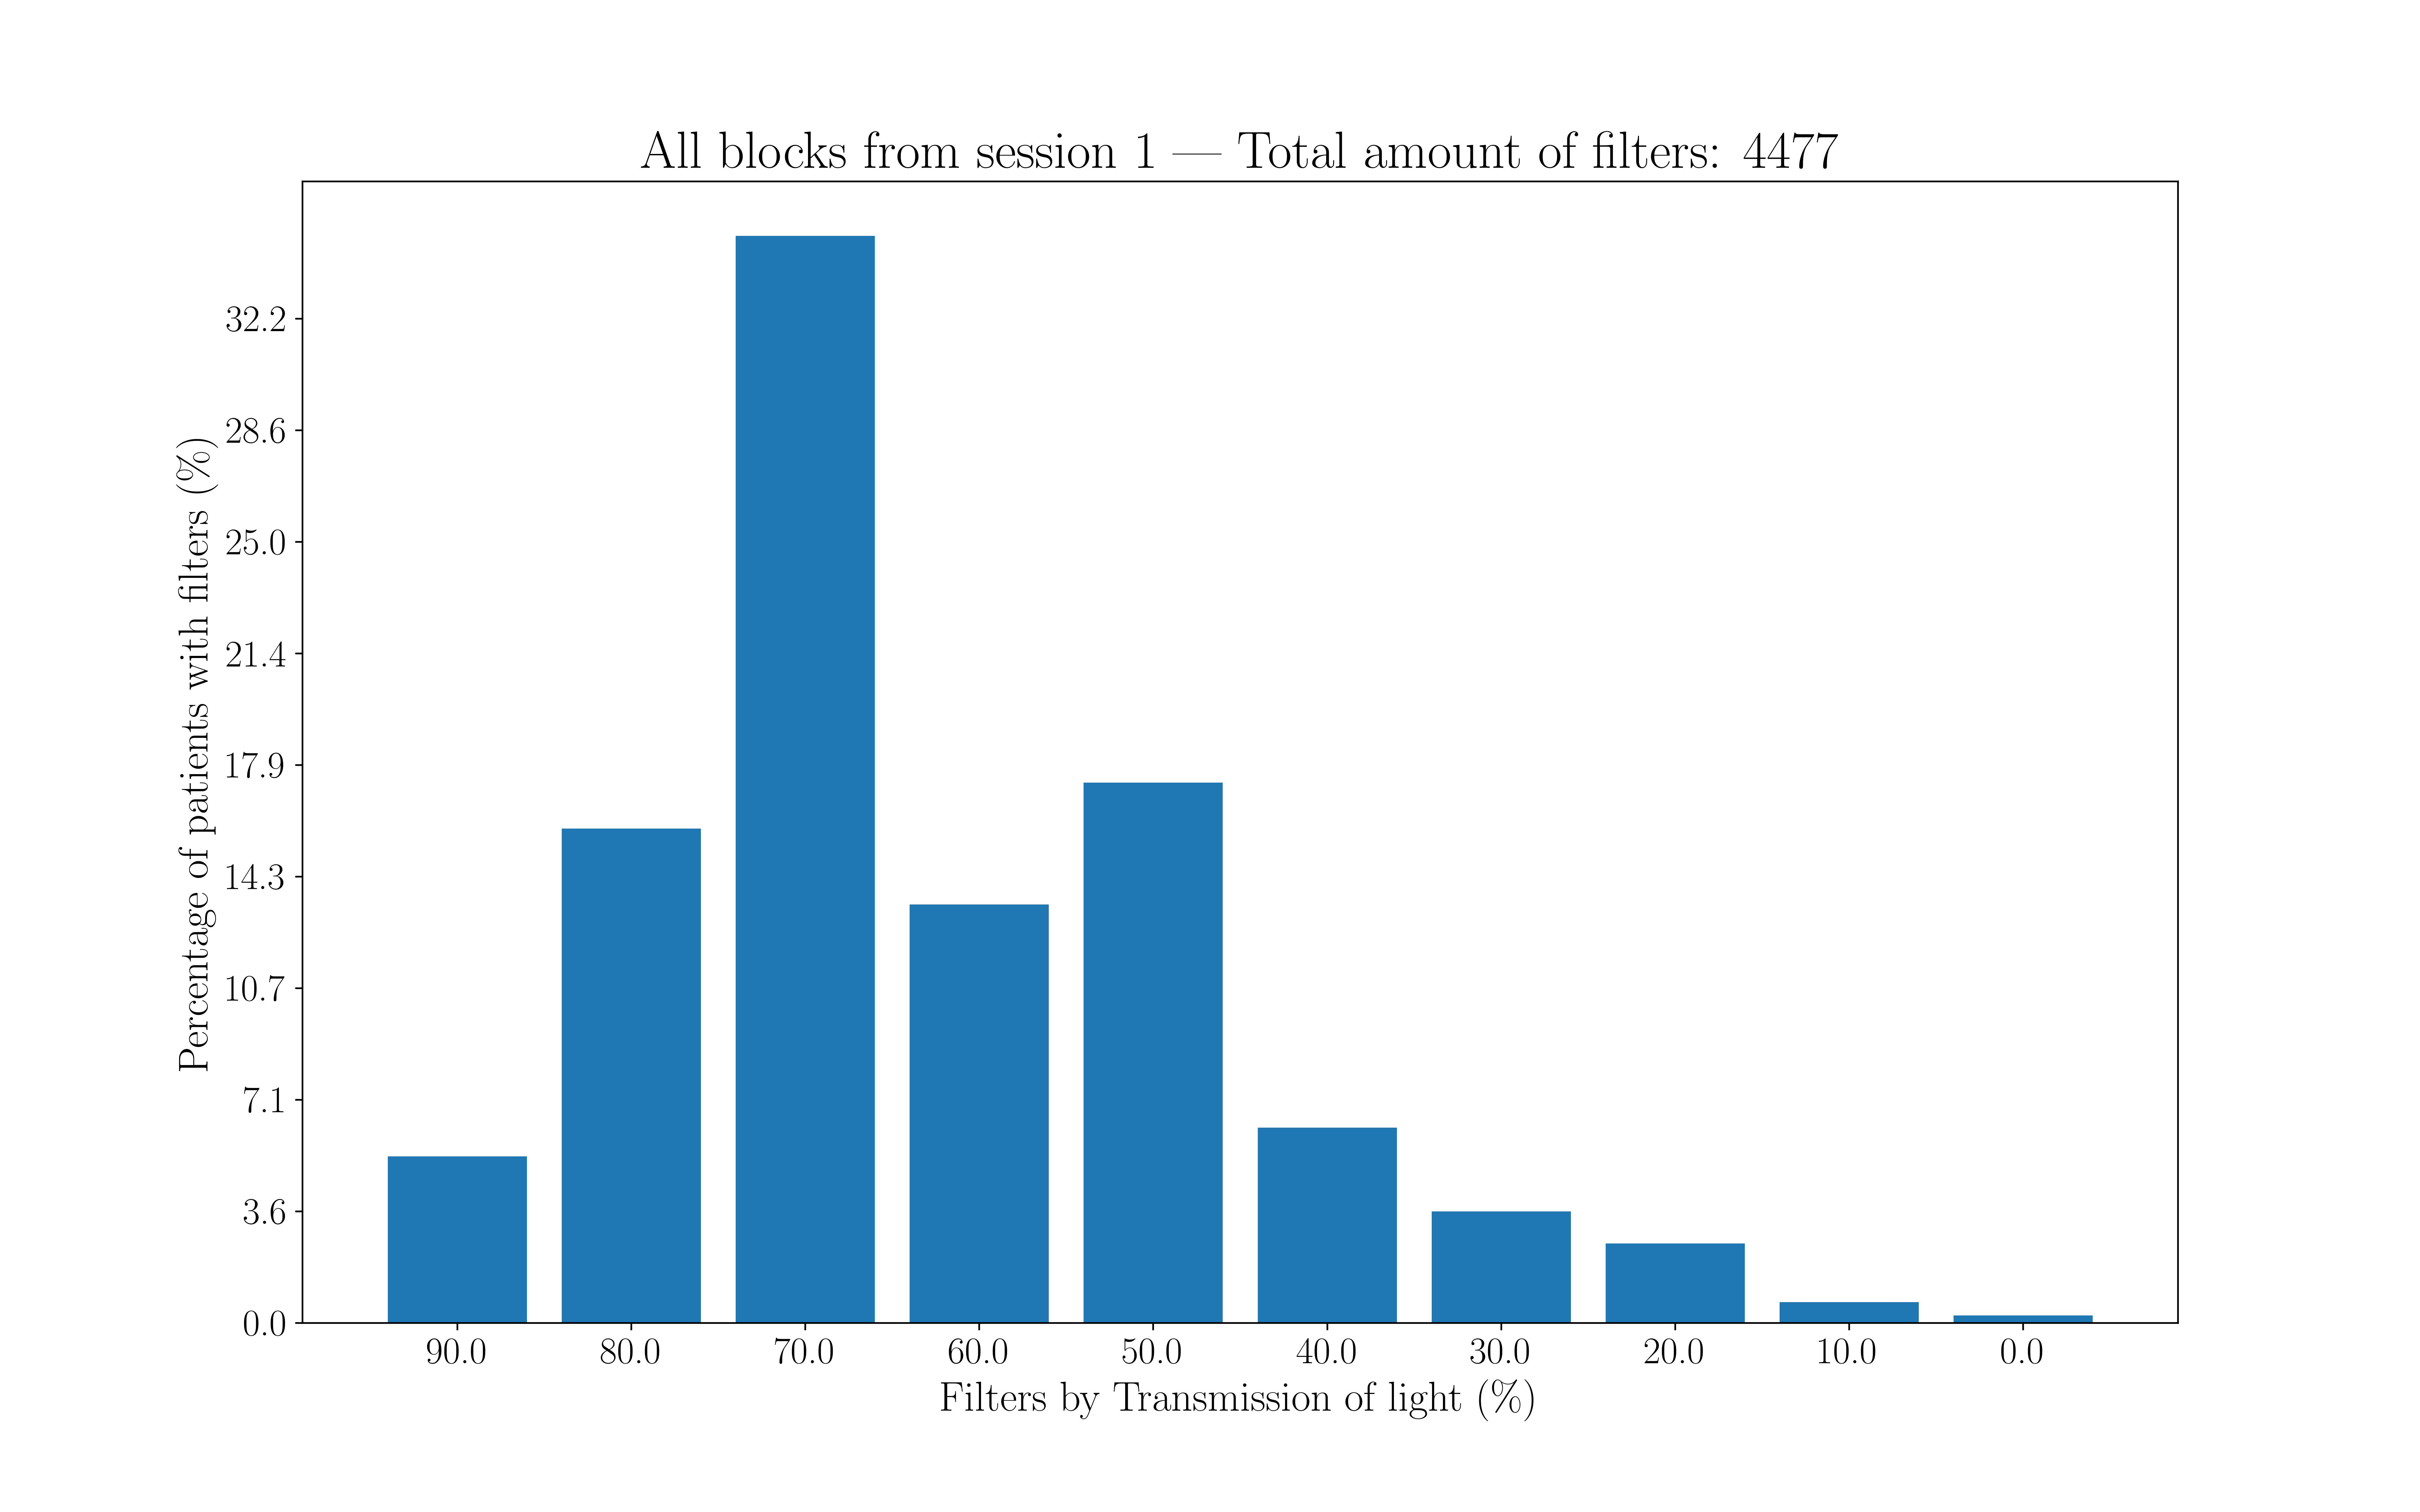 All blocks from session 1 — Total amount of filters: 4477
Percentage of patients with filters (%)
32.2
28.6
25.0
21.4
17.9
14.3
10.7
7.1
3.6
0.0
90.0 80.0 70.0 60.0 50.0 40.0 30.0 20.0 10.0 0.0
Filters by Transmission of light (%)